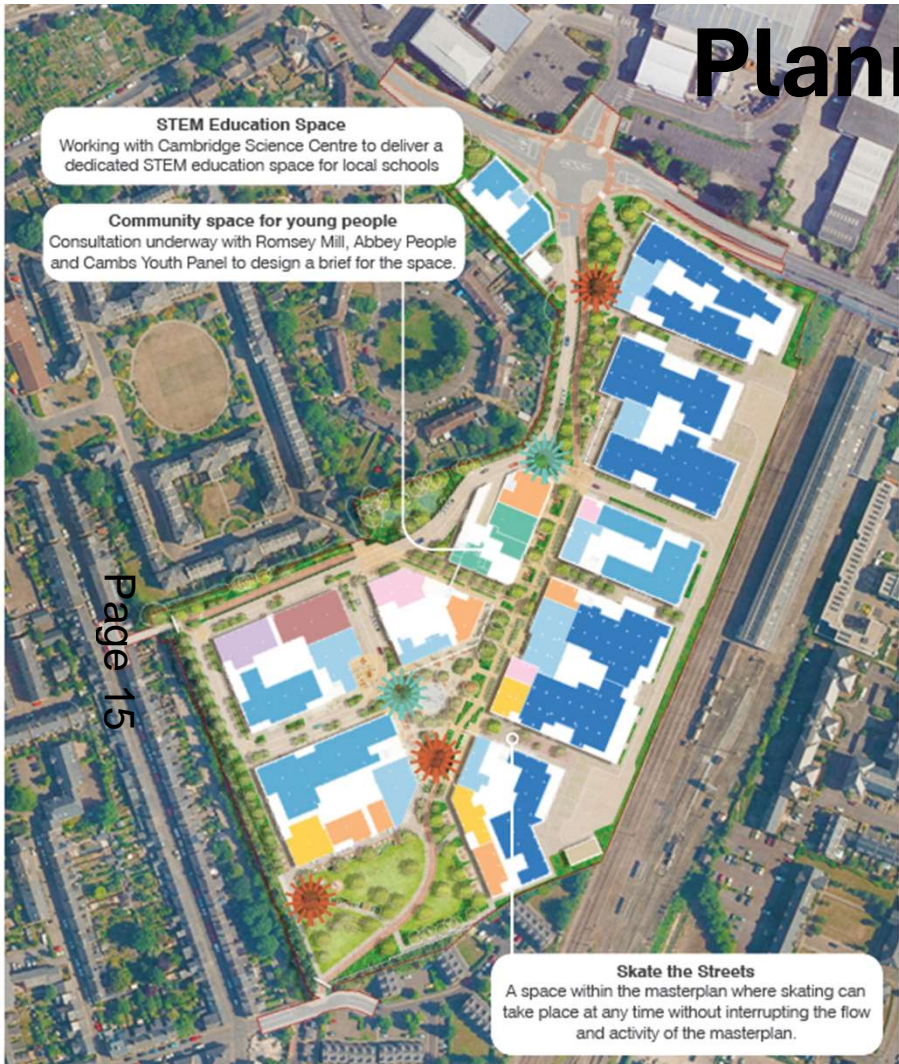 Plann
STEM Education Space
Working with Cambridge Science Centre to deliver a
dedicated STEM education space for local schools
Community space for young people
Consultation underway with Romsey Mill, Abbey People
and Cambs Youth Panel to design a brief for the space.
Page 15
Skate the Streets
A space within the masterplan where skating can
take place at any time without interrupting the flow
and activity of the masterplan.